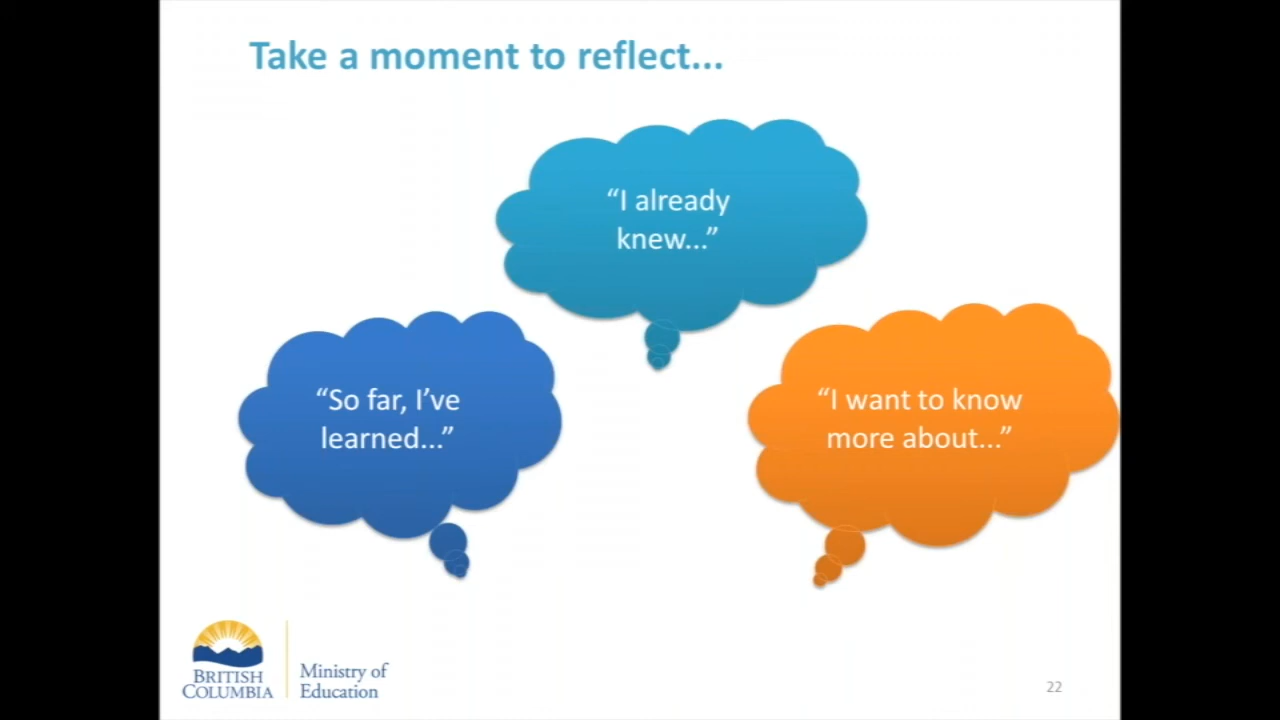 Take a moment to reflect...
“I already
knew...”
“So far, I’ve
learned...”
“I want to know
more about...”
BRITISH
COLUMBIA
Ministry of
Education
22